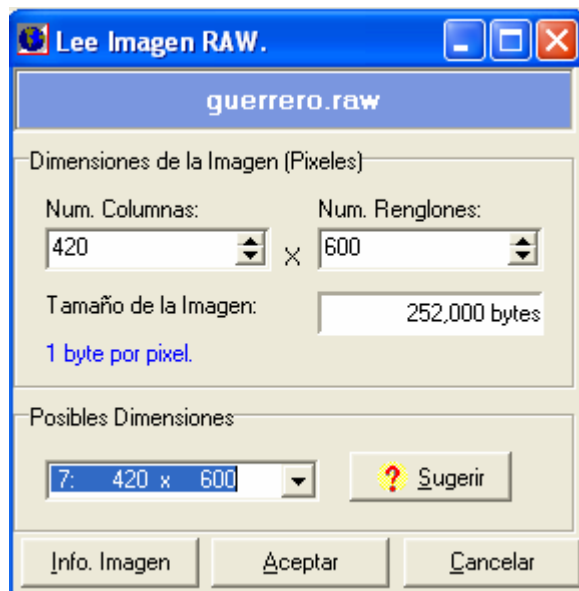 Lee Imagen RAW.
guerrero.raw
Dimensiones de la Imagen (Pixeles)
Num. Columnas: Num. Renglones:
420 x 600
Tamaño de la Imagen: 252,000 bytes
1 byte por pixel.
Posibles Dimensiones
7: 420 x 600 ? Sugerir
Info. Imagen Aceptar Cancelar